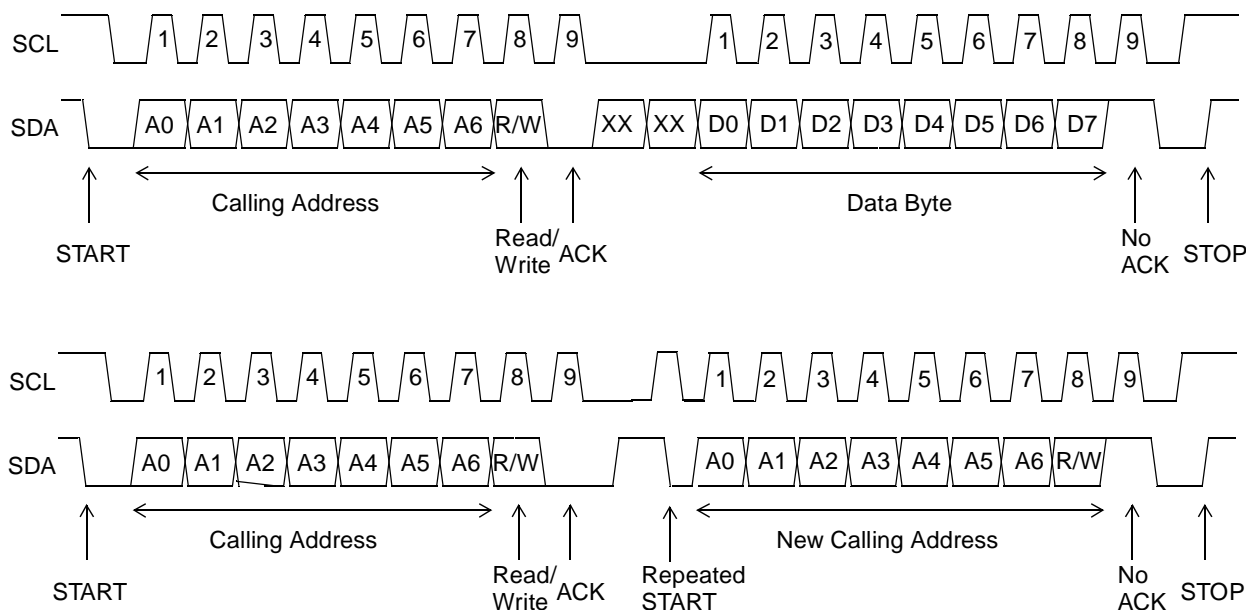 SCL 1 2 3 4 5 6 7 8 9 1 2 3 4 5 6 7 8 9
SDA A0 A1 A2 A3 A4 A5 A6 R/W XX XX D0 D1 D2 D3 D4 D5 D6 D7
Calling Address Data Byte
START Read/ ACK No STOP
Write ACK
SCL 1 2 3 4 5 6 7 8 9 1 2 3 4 5 6 7 8 9
SDA A0 A1 A2 A3 A4 A5 A6 R/W A0 A1 A2 A3 A4 A5 A6 R/W
Calling Address New Calling Address
START Read/ ACK Repeated No STOP
Write START ACK